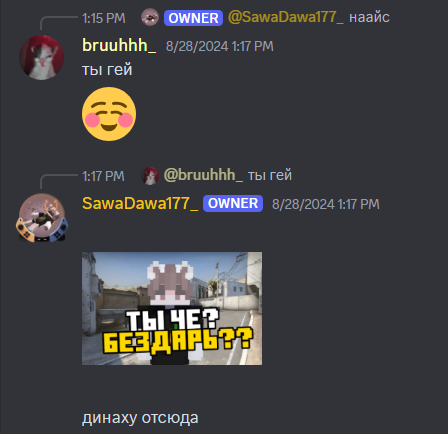 1:15 PM OWNER @SawaDawa177_ наайс
bruuhhh_ 8/28/2024 1:17 PM
ты гей
1:17 PM @bruuhhh_ ты гей
SawaDawa177_ OWNER 8/28/2024 1:17 PM
ТЫ ЧЕ?
БЕЗДАРЬ??
динаху отсюда